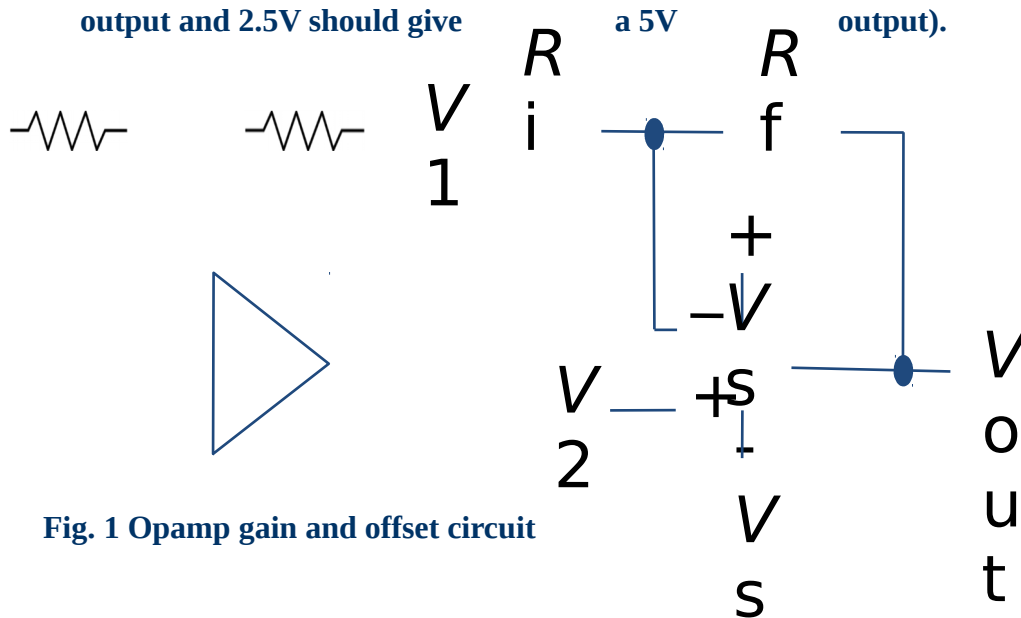 output and 2.5V should give a 5V output).
R
i
R
f
V
1
+
V
s
−
+
V
2
-
V
s
V
o
u
t
Fig. 1 Opamp gain and offset circuit